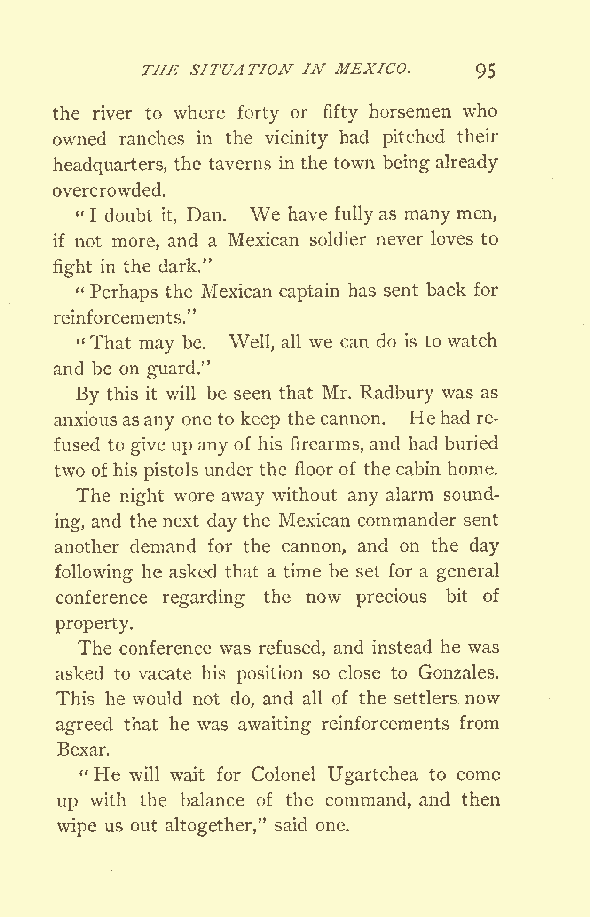 THE SITUATION IN MEXICO. 95
the river to where forty or fifty horsemen who
owned ranches in the vicinity had pitched their
headquarters, the taverns in the town being already
overcrowded.
"I doubt it, Dan. We have fully as many men,
if not more, and a Mexican soldier never loves to
fight in the dark."
"Perhaps the Mexican captain has sent back for
reinforcements."
"That may be. Well, all we can do is to watch
and be on guard."
By this it will be seen that Mr. Radbury was as
anxious as any one to keep the cannon. He had re-
fused to give up any of his firearms, and had buried
two of his pistols under the floor of the cabin home.
The night wore away without any alarm sound-
ing, and the next day the Mexican commander sent
another demand for the cannon, and on the day
following he asked that a time be set for a general
conference regarding the now precious bit of
property.
The conference was refused, and instead he was
asked to vacate his position so close to Gonzales.
This he would not do, and all of the settlers now
agreed that he was awaiting reinforcements from
Bexar.
"He will wait for Colonel Ugartchea to come
up with the balance of the command, and then
wipe us out altogether," said one.